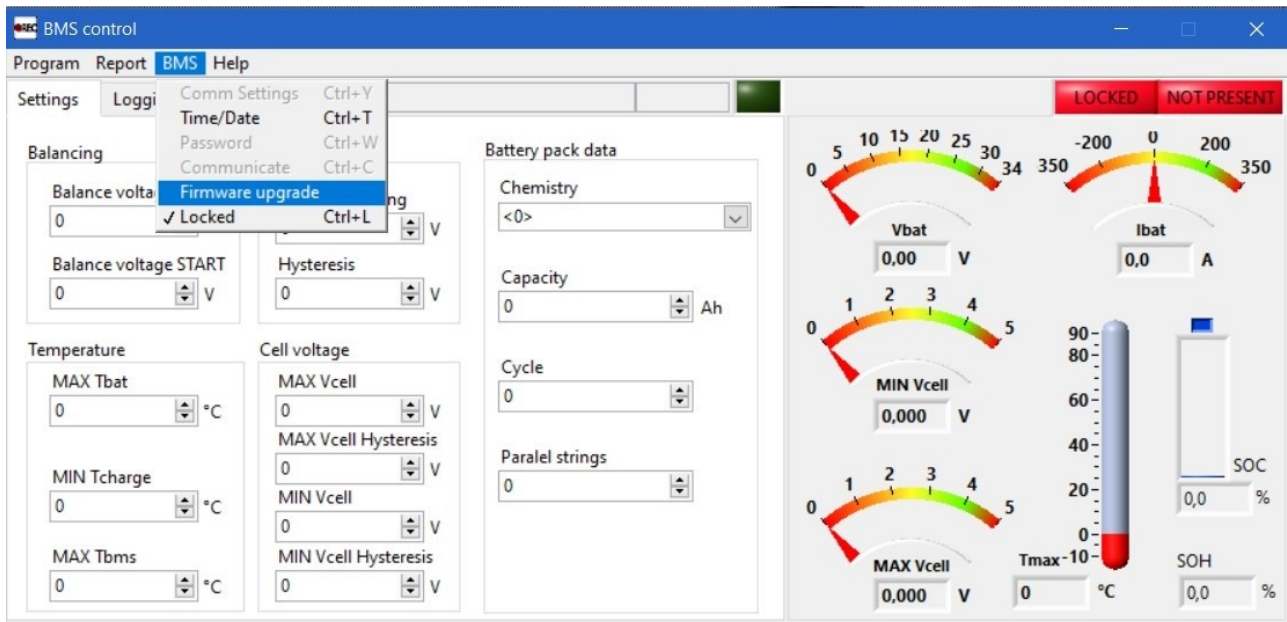 BMS control
Program Report BMS Help
Settings
Comm Settings Ctrl+Y
Time/Date Ctrl+T
Password Ctrl+W
Communicate Ctrl+C
Firmware upgrade
✓ Locked Ctrl+L
LOCKED NOT PRESENT
Balancing
0
Balance voltage START
0 V
V
Hysteresis
0 V
Temperature
MAX Tbat
0 °C
MIN Tcharge
0 °C
MAX Tbms
0 °C
Cell voltage
MAX Vcell
0 V
MAX Vcell Hysteresis
0 V
MIN Vcell
0 V
MIN Vcell Hysteresis
0 V
Battery pack data
Chemistry
<0>
Capacity
0 Ah
Cycle
0
Paralel strings
0
0 5 10 15 20 25 30 34
Vbat
0,00 V
350 -200 0 200 350
Ibat
0,0 A
0 1 2 3 4 5
MIN Vcell
0,000 V
0 1 2 3 4 5
MAX Vcell
0,000 V
90
80
60
40
20
0
-10
Tmax
0 °C
SOC
0,0 %
SOH
0,0 %